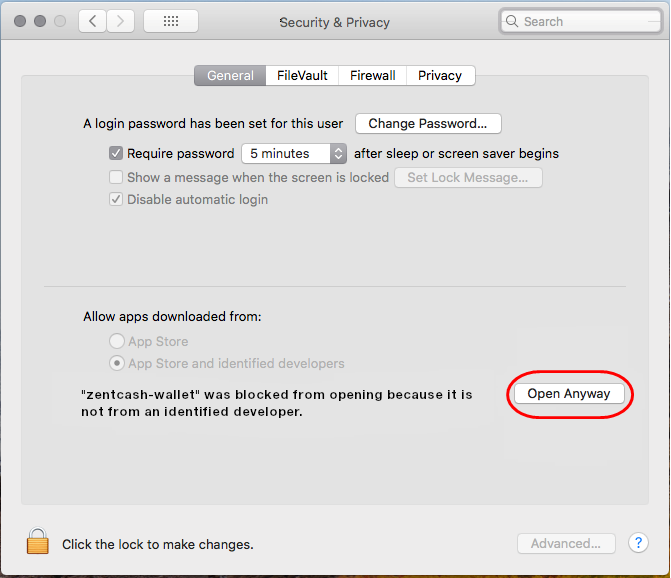 Security & Privacy
Search
General FileVault Firewall Privacy
A login password has been set for this user Change Password...
Require password 5 minutes after sleep or screen saver begins
Show a message when the screen is locked Set Lock Message...
Disable automatic login
Allow apps downloaded from:
App Store
App Store and identified developers
"zentcash-wallet" was blocked from opening because it is
not from an identified developer.
Open Anyway
Click the lock to make changes.
Advanced...
?